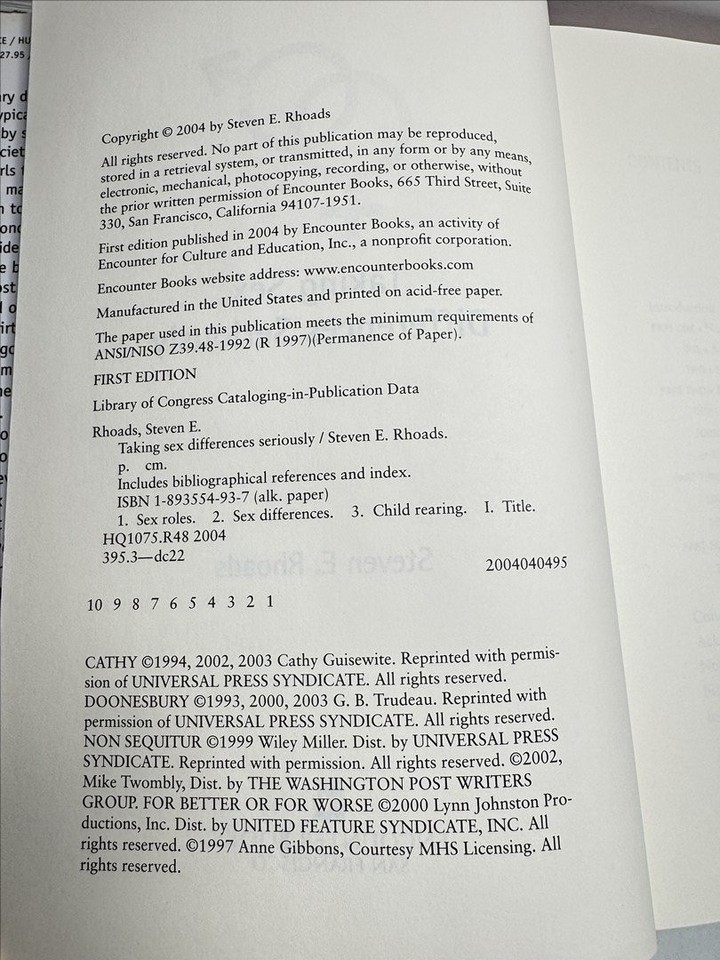 E / HU
27.95
Copyright © 2004 by Steven E. Rhoads
All rights reserved. No part of this publication may be reproduced,
stored in a retrieval system, or transmitted, in any form or by any means,
electronic, mechanical, photocopying, recording, or otherwise, without
the prior written permission of Encounter Books, 665 Third Street, Suite
330, San Francisco, California 94107-1951.
First edition published in 2004 by Encounter Books, an activity of
Encounter for Culture and Education, Inc., a nonprofit corporation.
Encounter Books website address: www.encounterbooks.com
Manufactured in the United States and printed on acid-free paper.
The paper used in this publication meets the minimum requirements of
ANSI/NISO Z39.48-1992 (R 1997)(Permanence of Paper).
FIRST EDITION
Library of Congress Cataloging-in-Publication Data
Rhoads, Steven E.
Taking sex differences seriously / Steven E. Rhoads.
p. cm.
Includes bibliographical references and index.
ISBN 1-893554-93-7 (alk. paper)
1. Sex roles. 2. Sex differences. 3. Child rearing. I. Title.
HQ1075.R48 2004
395.3—dc22
2004040495
10 9 8 7 6 5 4 3 2 1
CATHY ©1994, 2002, 2003 Cathy Guisewite. Reprinted with permis-
sion of UNIVERSAL PRESS SYNDICATE. All rights reserved.
DOONESBURY ©1993, 2000, 2003 G. B. Trudeau. Reprinted with
permission of UNIVERSAL PRESS SYNDICATE. All rights reserved.
NON SEQUITUR ©1999 Wiley Miller. Dist. by UNIVERSAL PRESS
SYNDICATE. Reprinted with permission. All rights reserved. ©2002,
Mike Twombly, Dist. by THE WASHINGTON POST WRITERS
GROUP. FOR BETTER OR FOR WORSE ©2000 Lynn Johnston Pro-
ductions, Inc. Dist. by UNITED FEATURE SYNDICATE, INC. All
rights reserved. ©1997 Anne Gibbons, Courtesy MHS Licensing. All
rights reserved.